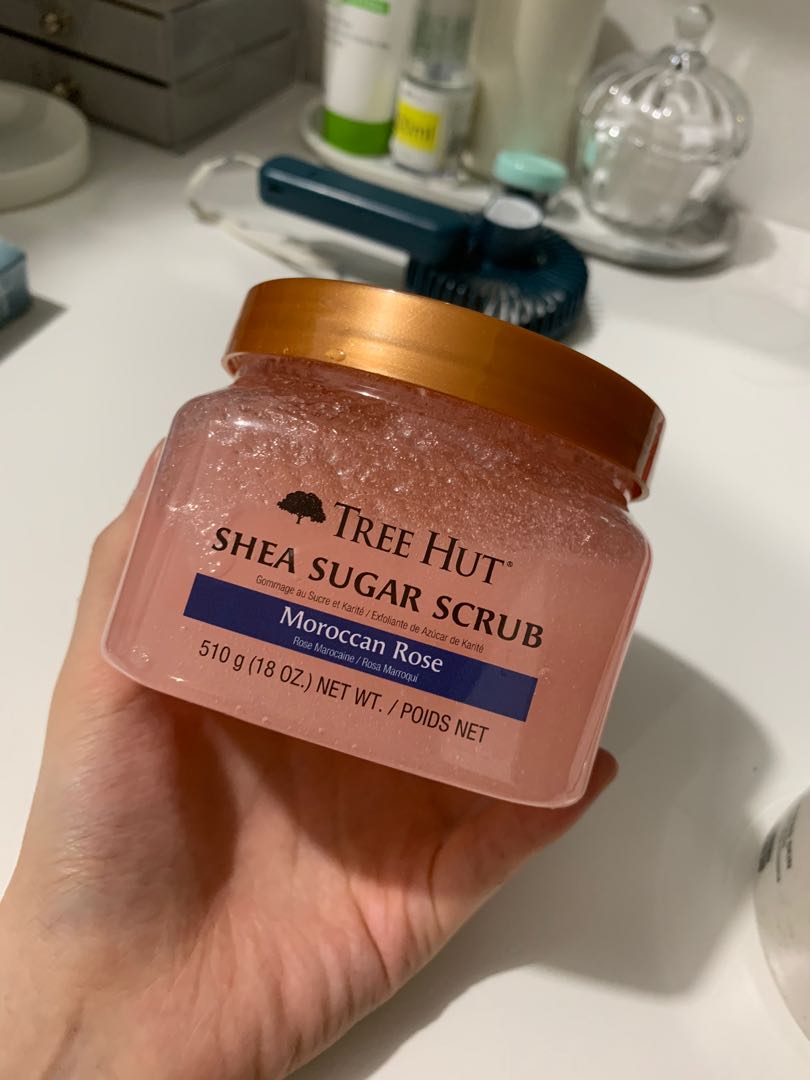 TREE HUT®
SHEA SUGAR SCRUB
Gommage au Sucre et Karité / Exfoliante de Azúcar de Karité
Moroccan Rose
Rose Marocaine / Rosa Marroquí
510 g (18 OZ.) NET WT. / POIDS NET